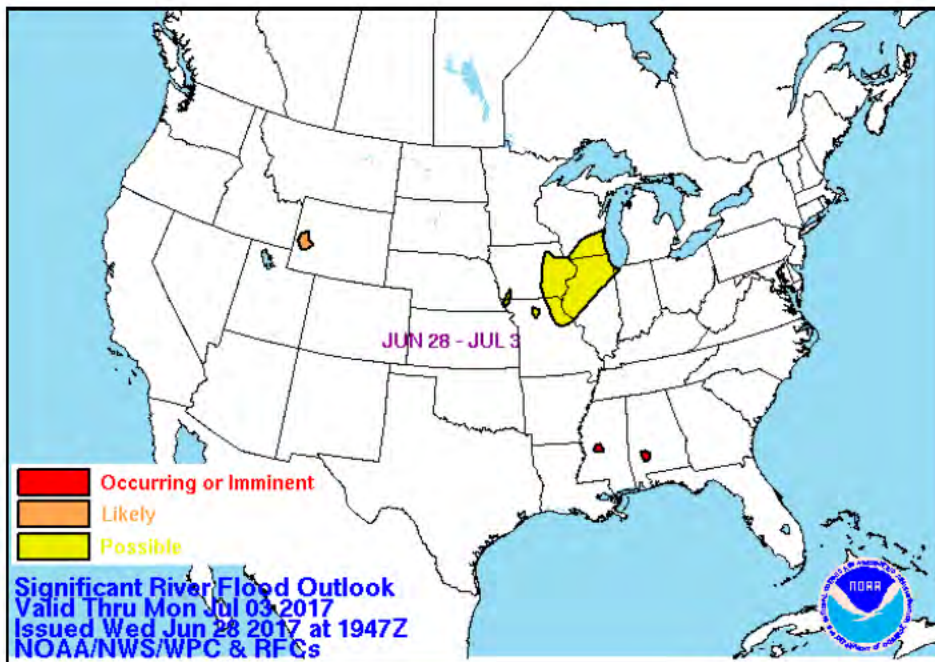 JUN 28 - JUL 3
Occurring or Imminent
Likely
Possible
Significant River Flood Outlook
Valid Thru Mon Jul 03 2017
Issued Wed Jun 28 2017 at 1947Z
NOAA/NWS/WPC & RFCs
NOAA